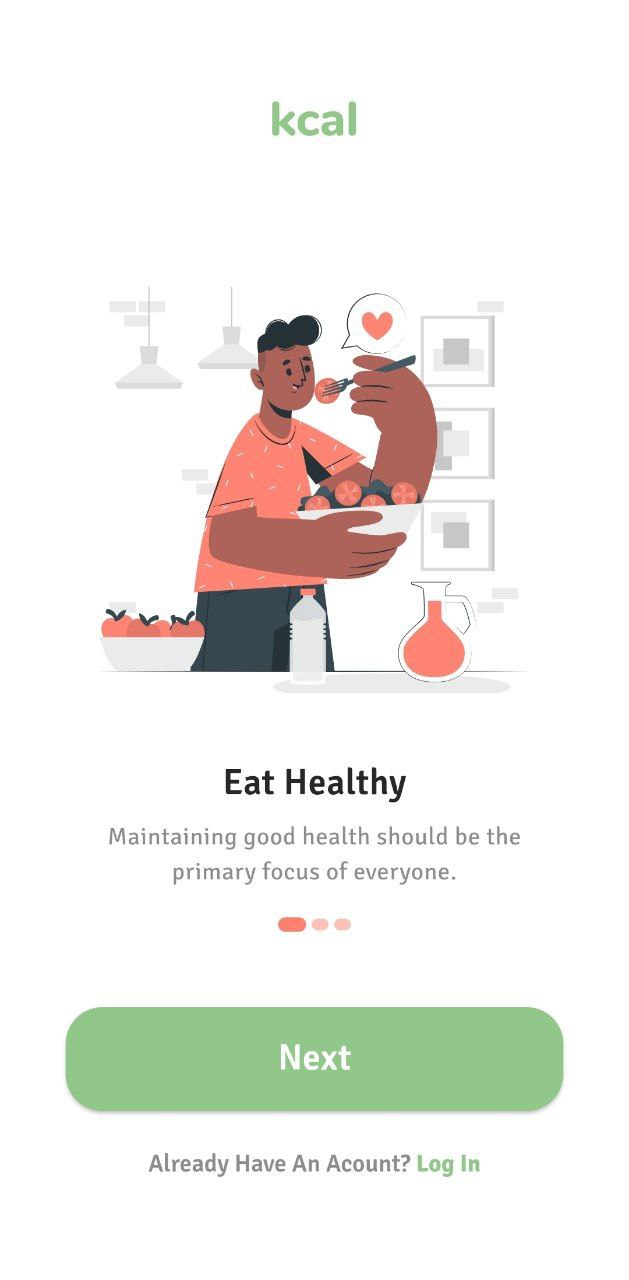 kcal
Eat Healthy
Maintaining good health should be the
primary focus of everyone.
Next
Already Have An Acount? Log In